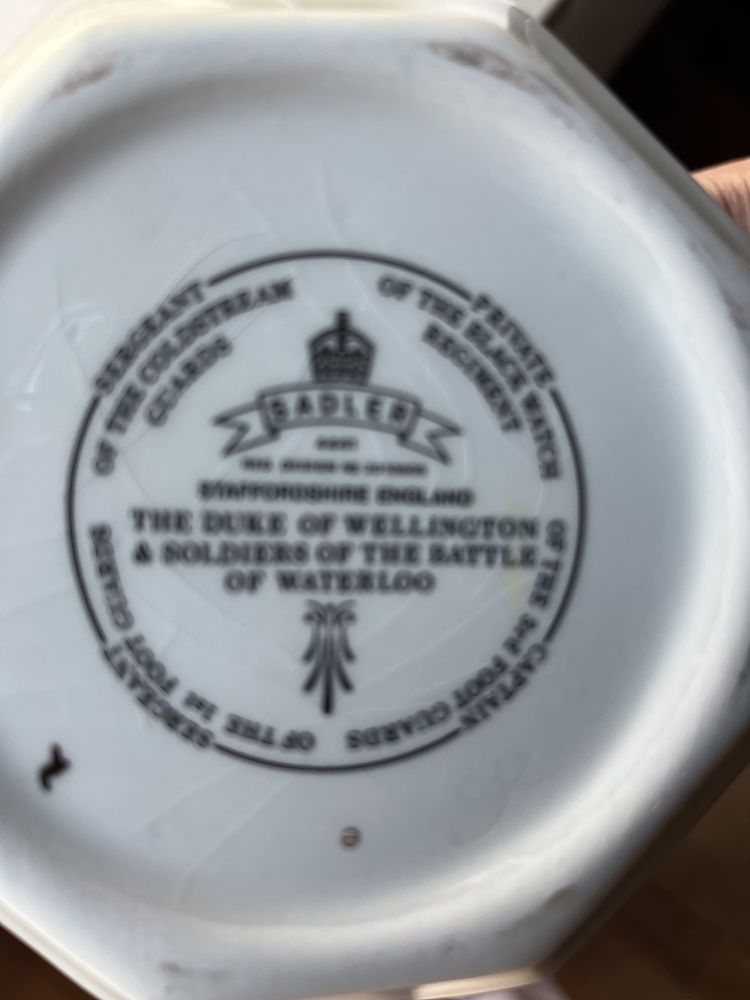 SERGEANT
OF THE COLDSTREAM
GUARDS
PRIVATE
OF THE BLACK WATCH
REGIMENT
SADLER
STAFFORDSHIRE ENGLAND
THE DUKE OF WELLINGTON
& SOLDIERS OF THE BATTLE
OF WATERLOO
CAPTAIN
OF THE 3rd FOOT GUARDS
SERGEANT
OF THE 1st FOOT GUARDS